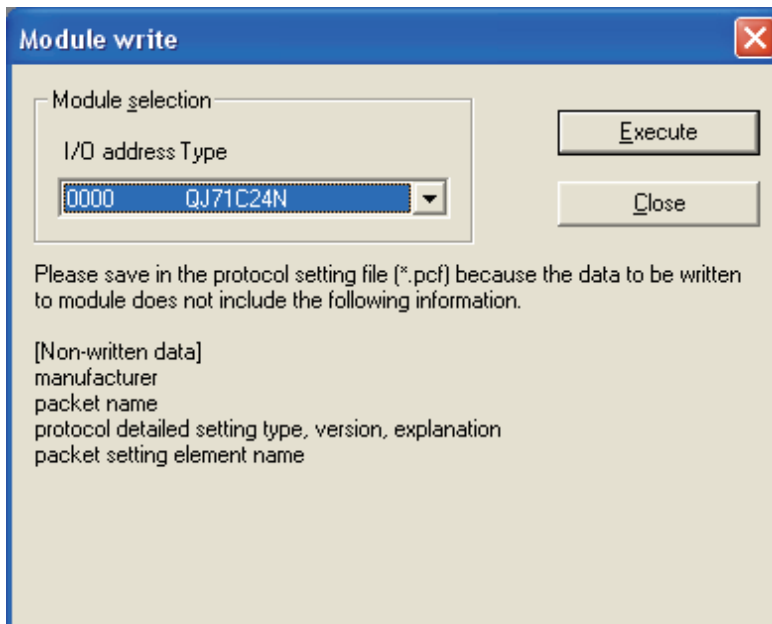 Module write
Module selection
I/O address Type
0000 QJ71C24N
Execute
Close
Please save in the protocol setting file (*.pcf) because the data to be written
to module does not include the following information.
[Non-written data]
manufacturer
packet name
protocol detailed setting type, version, explanation
packet setting element name